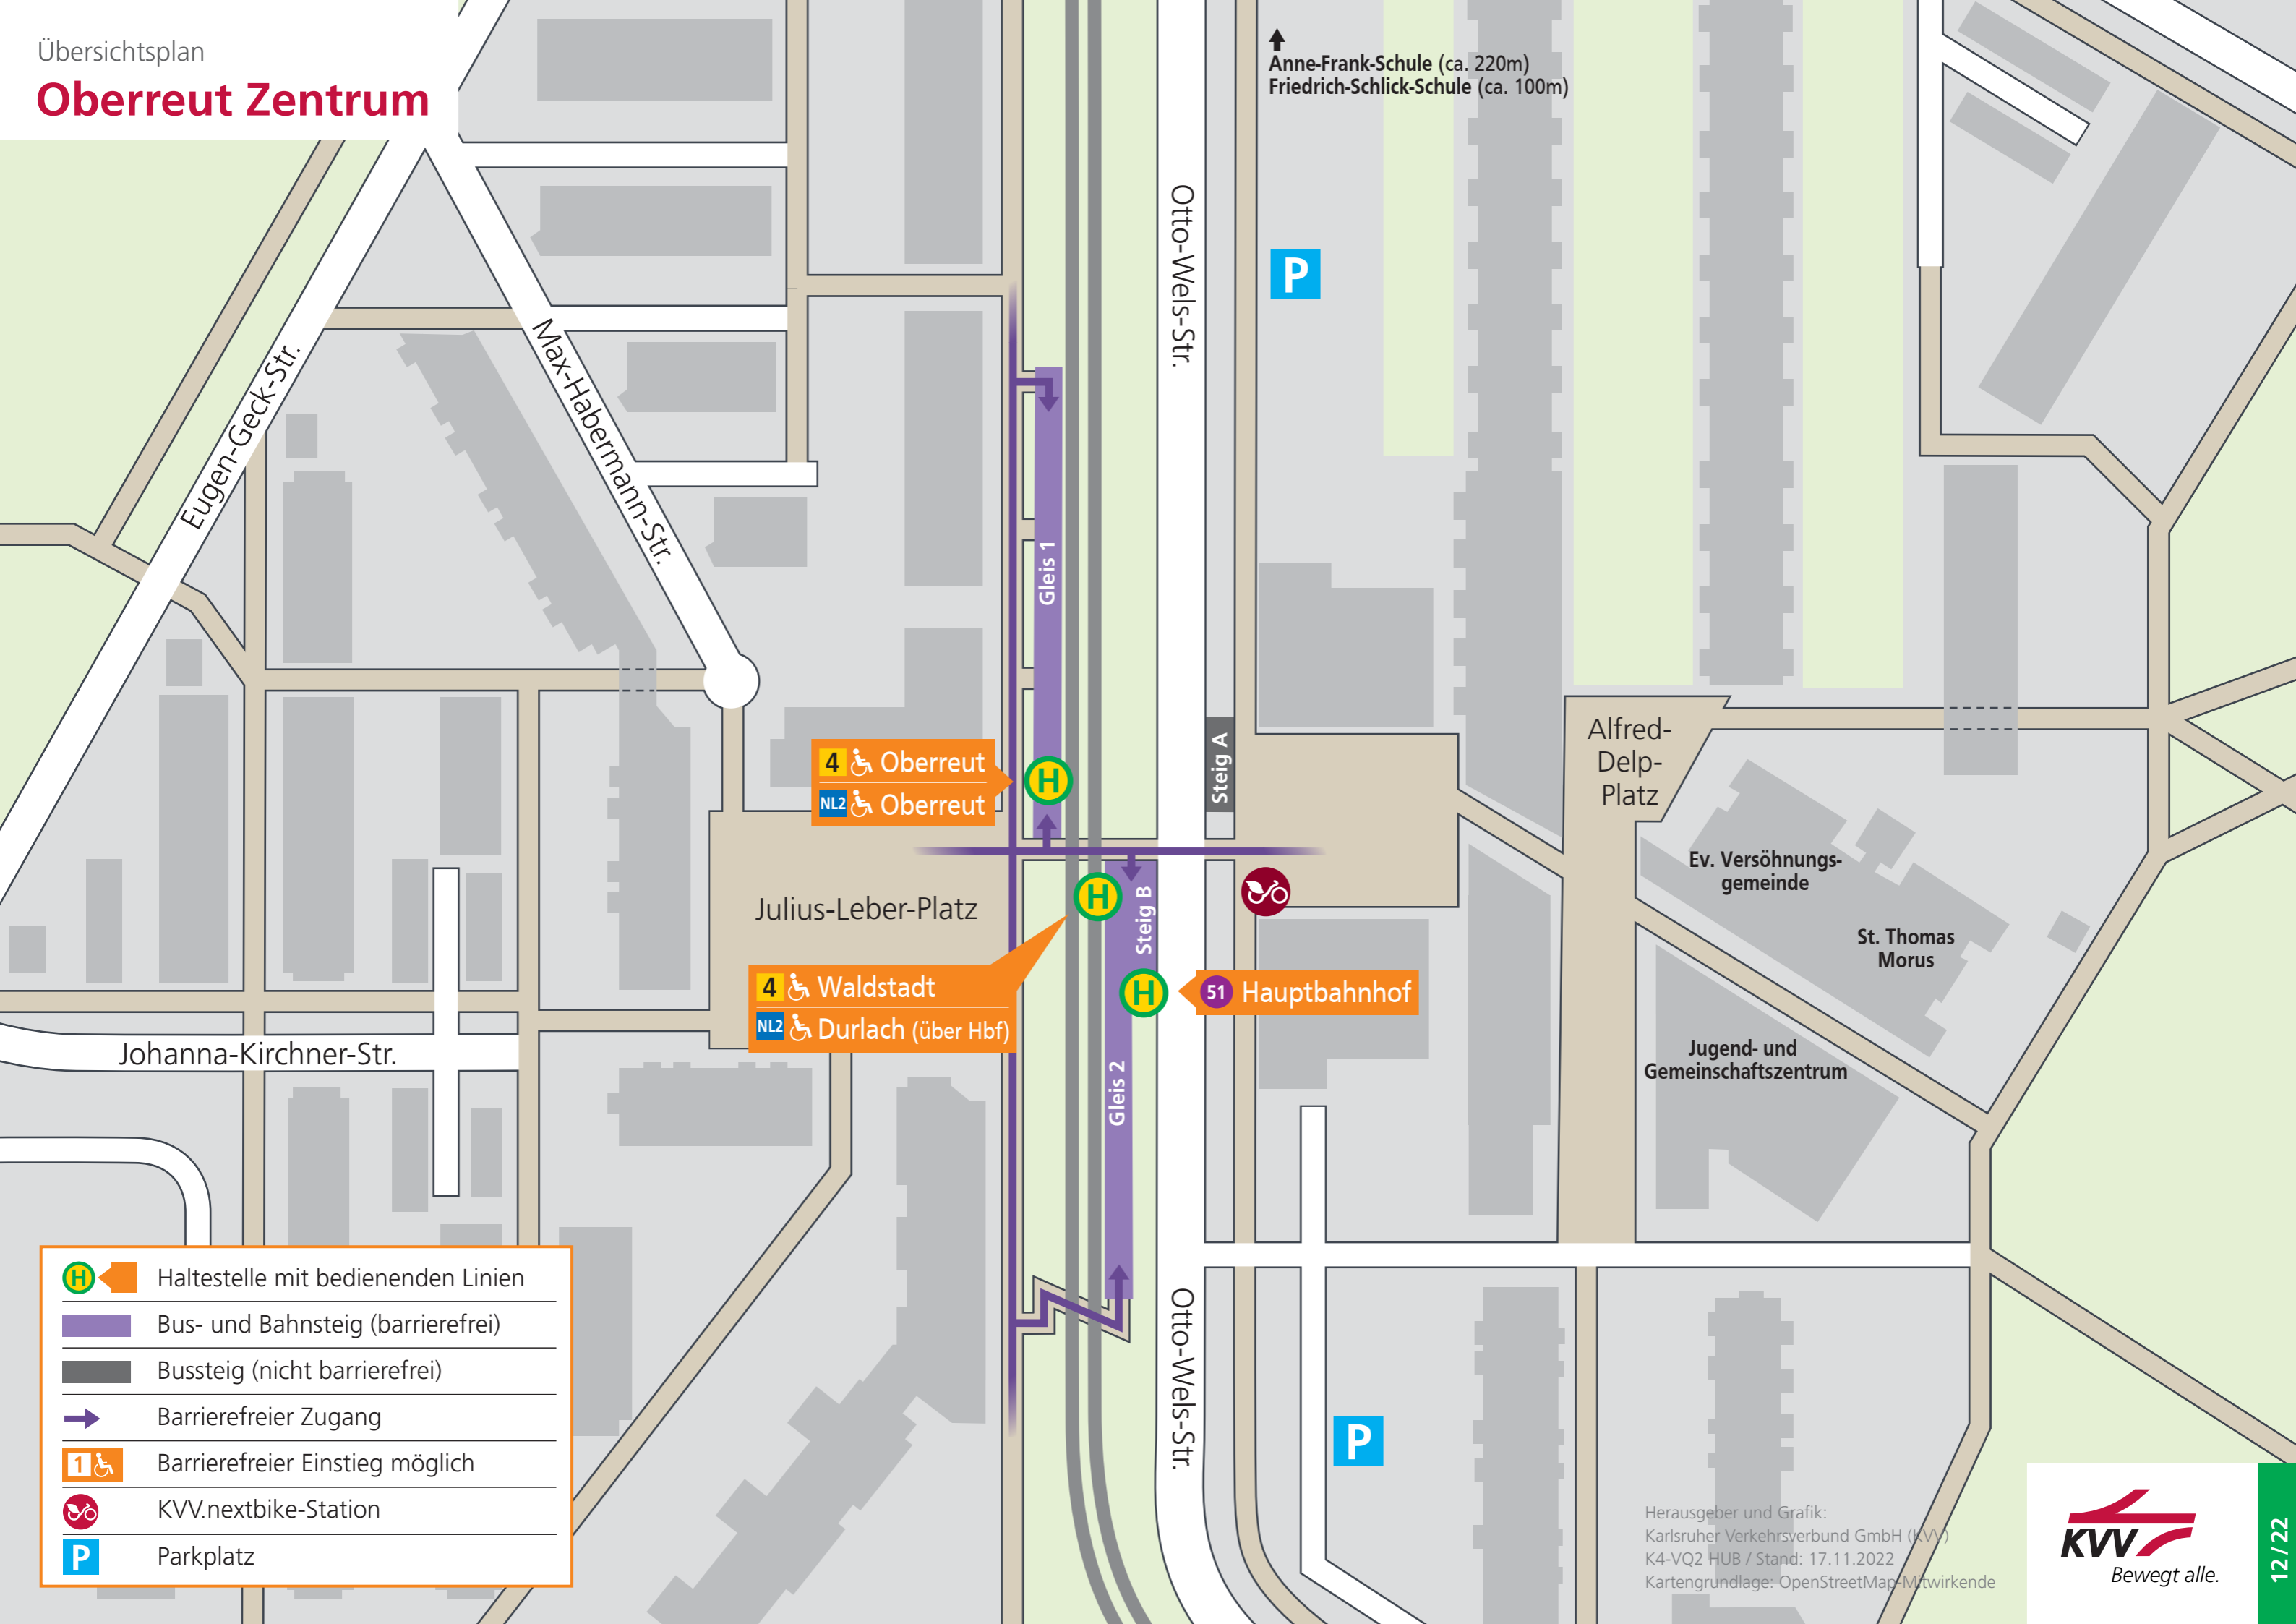 Übersichtsplan
Oberreut Zentrum
Anne-Frank-Schule (ca. 220m)
Friedrich-Schlick-Schule (ca. 100m)
Otto-Wels-Str.
P
Eugen-Geck-Str.
Max-Habermann-Str.
Gleis 1
Steig A
4 Oberreut
NL2 Oberreut
H
Alfred-
Delp-
Platz
Julius-Leber-Platz
H
Steig B
Ev. Versöhnungs-
gemeinde
St. Thomas
Morus
4 Waldstadt
NL2 Durlach (über Hbf)
H
51 Hauptbahnhof
Johanna-Kirchner-Str.
Gleis 2
Jugend- und
Gemeinschaftszentrum
Otto-Wels-Str.
P
H Haltestelle mit bedienenden Linien
Bus- und Bahnsteig (barrierefrei)
Bussteig (nicht barrierefrei)
Barrierefreier Zugang
1 Barrierefreier Einstieg möglich
KVV.nextbike-Station
P Parkplatz
Herausgeber und Grafik:
Karlsruher Verkehrsverbund GmbH (KVV)
K4-VQ2 HUB / Stand: 17.11.2022
Kartengrundlage: OpenStreetMap-Mitwirkende
KVV
Bewegt alle.
12/22